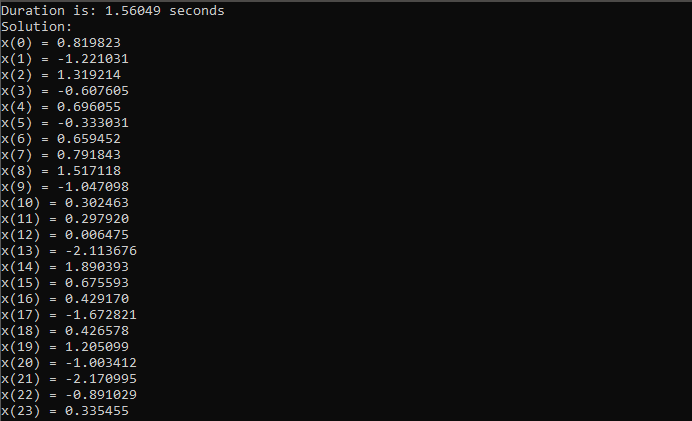 Duration is: 1.56049 seconds
Solution:
x(0) = 0.819823
x(1) = -1.221031
x(2) = 1.319214
x(3) = -0.607605
x(4) = 0.696055
x(5) = -0.333031
x(6) = 0.659452
x(7) = 0.791843
x(8) = 1.517118
x(9) = -1.047098
x(10) = 0.302463
x(11) = 0.297920
x(12) = 0.006475
x(13) = -2.113676
x(14) = 1.890393
x(15) = 0.675593
x(16) = 0.429170
x(17) = -1.672821
x(18) = 0.426578
x(19) = 1.205099
x(20) = -1.003412
x(21) = -2.170995
x(22) = -0.891029
x(23) = 0.335455